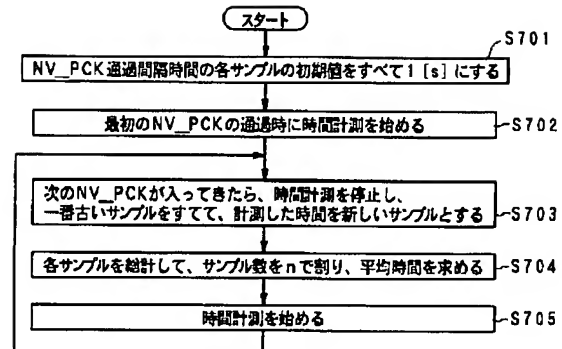 スタート
S701
NV_PCK通過間隔時間の各サンプルの初期値をすべて1 [s] にする
最初のNV_PCKの通過時に時間計測を始める
S702
次のNV_PCKが入ってきたら、時間計測を停止し、
一番古いサンプルをすてて、計測した時間を新しいサンプルとする
S703
各サンプルを総計して、サンプル数をnで割り、平均時間を求める
S704
時間計測を始める
S705